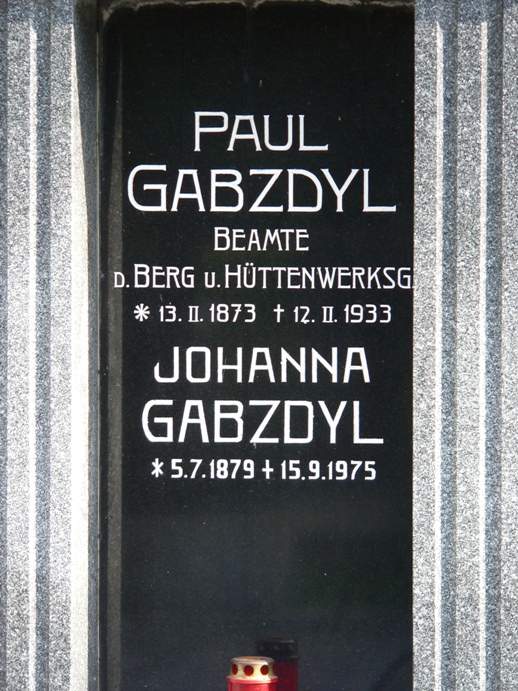 PAUL
GABZDYL
BEAMTE
D. BERG U. HÜTTENWERKSG.
* 13. II. 1873 † 12. II. 1933
JOHANNA
GABZDYL
* 5.7.1879 † 15.9.1975